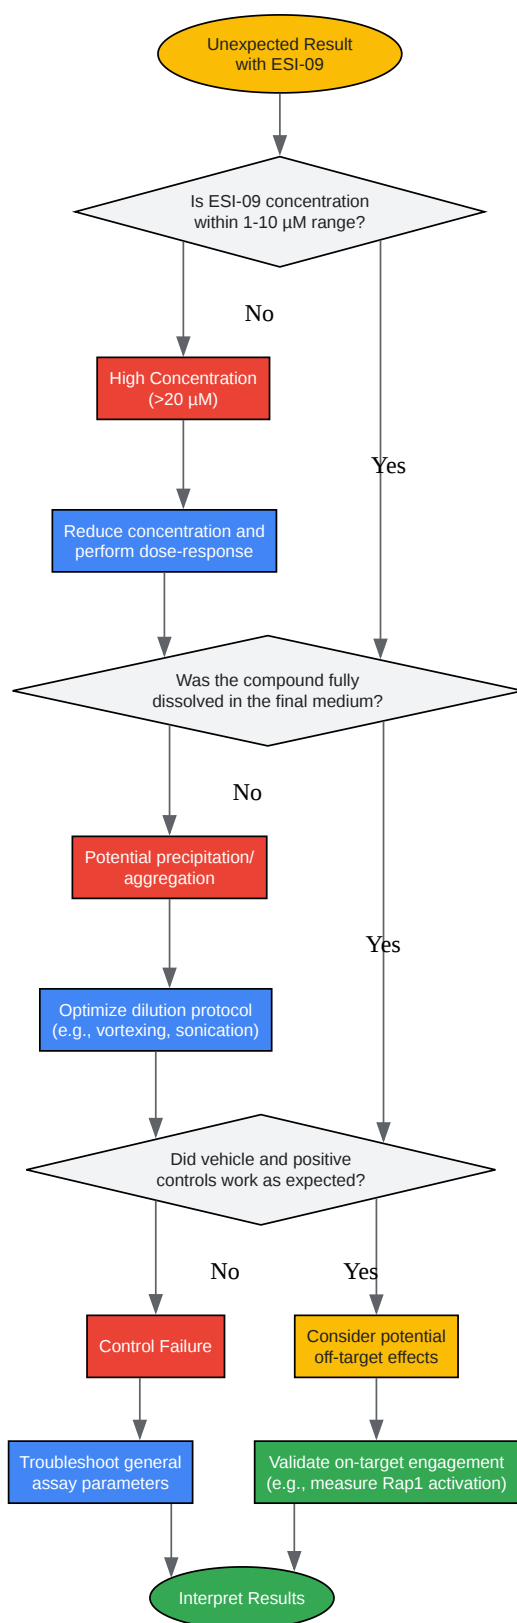 Unexpected Result
with ESI-09
Is ESI-09 concentration
within 1-10 µM range?
No
High Concentration
(>20 µM)
Yes
Reduce concentration and
perform dose-response
Was the compound fully
dissolved in the final medium?
No
Potential precipitation/
aggregation
Yes
Optimize dilution protocol
(e.g., vortexing, sonication)
Did vehicle and positive
controls work as expected?
No
Yes
Control Failure
Consider potential
off-target effects
Troubleshoot general
assay parameters
Validate on-target engagement
(e.g., measure Rap1 activation)
Interpret Results